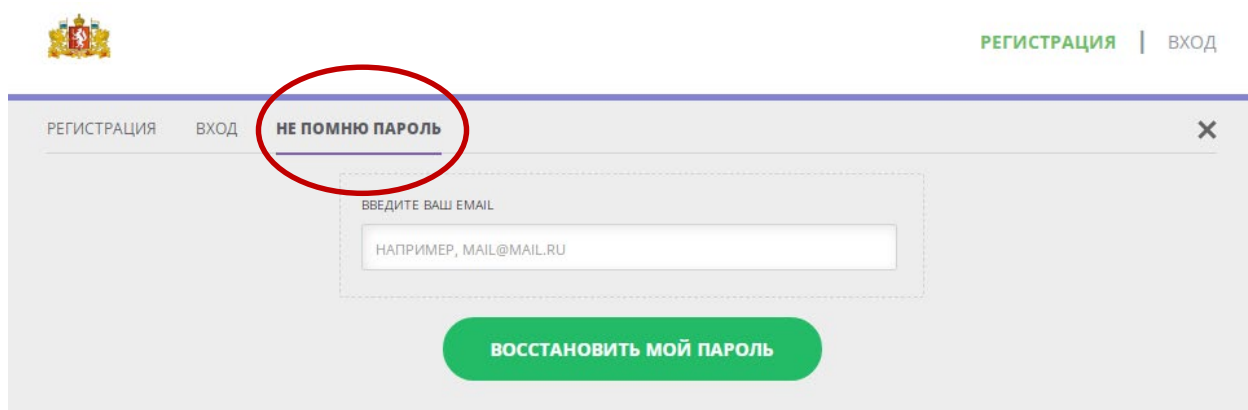 РЕГИСТРАЦИЯ | ВХОД
РЕГИСТРАЦИЯ ВХОД НЕ ПОМНЮ ПАРОЛЬ ×
ВВЕДИТЕ ВАШ EMAIL
НАПРИМЕР, MAIL@MAIL.RU
ВОССТАНОВИТЬ МОЙ ПАРОЛЬ